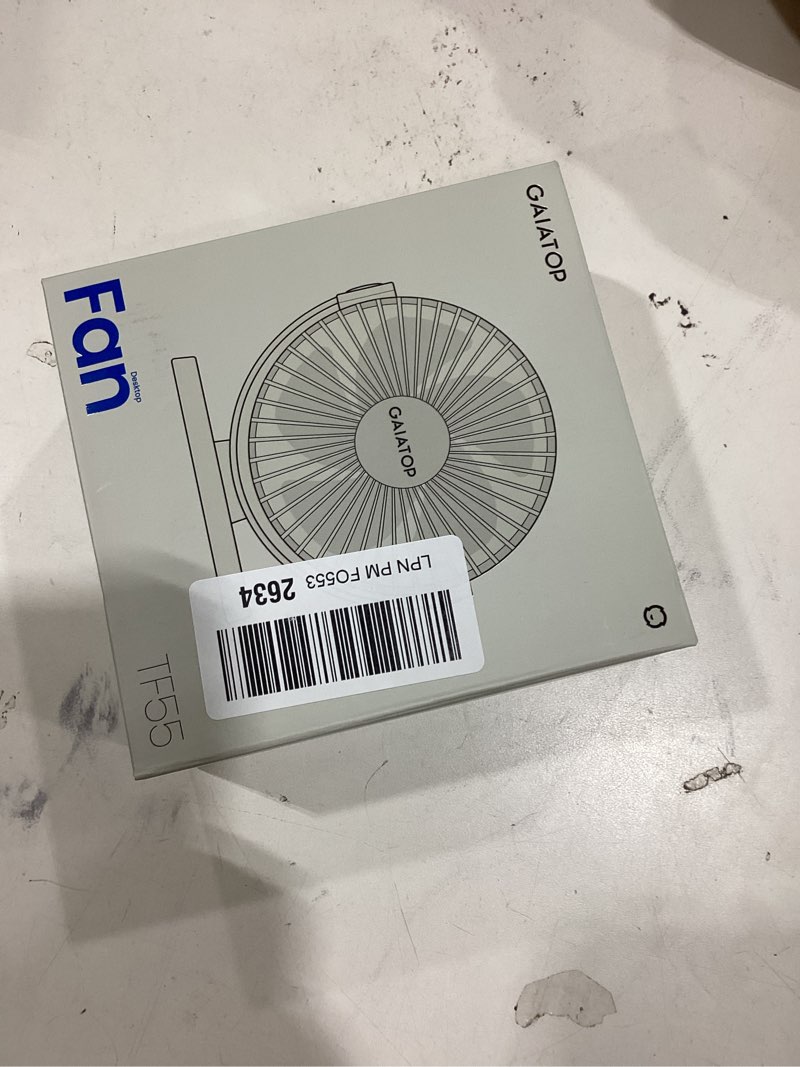 GAIATOP
GAIATOP
Desktop
Fan
TF55
LPN PM FO553 2634